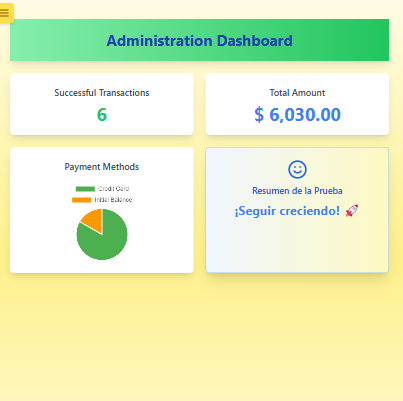 Administration Dashboard
Successful Transactions
6
Total Amount
$ 6,030.00
Payment Methods
Credit Card
Initial Balance
Resumen de la Prueba
¡Seguir creciendo! 🚀